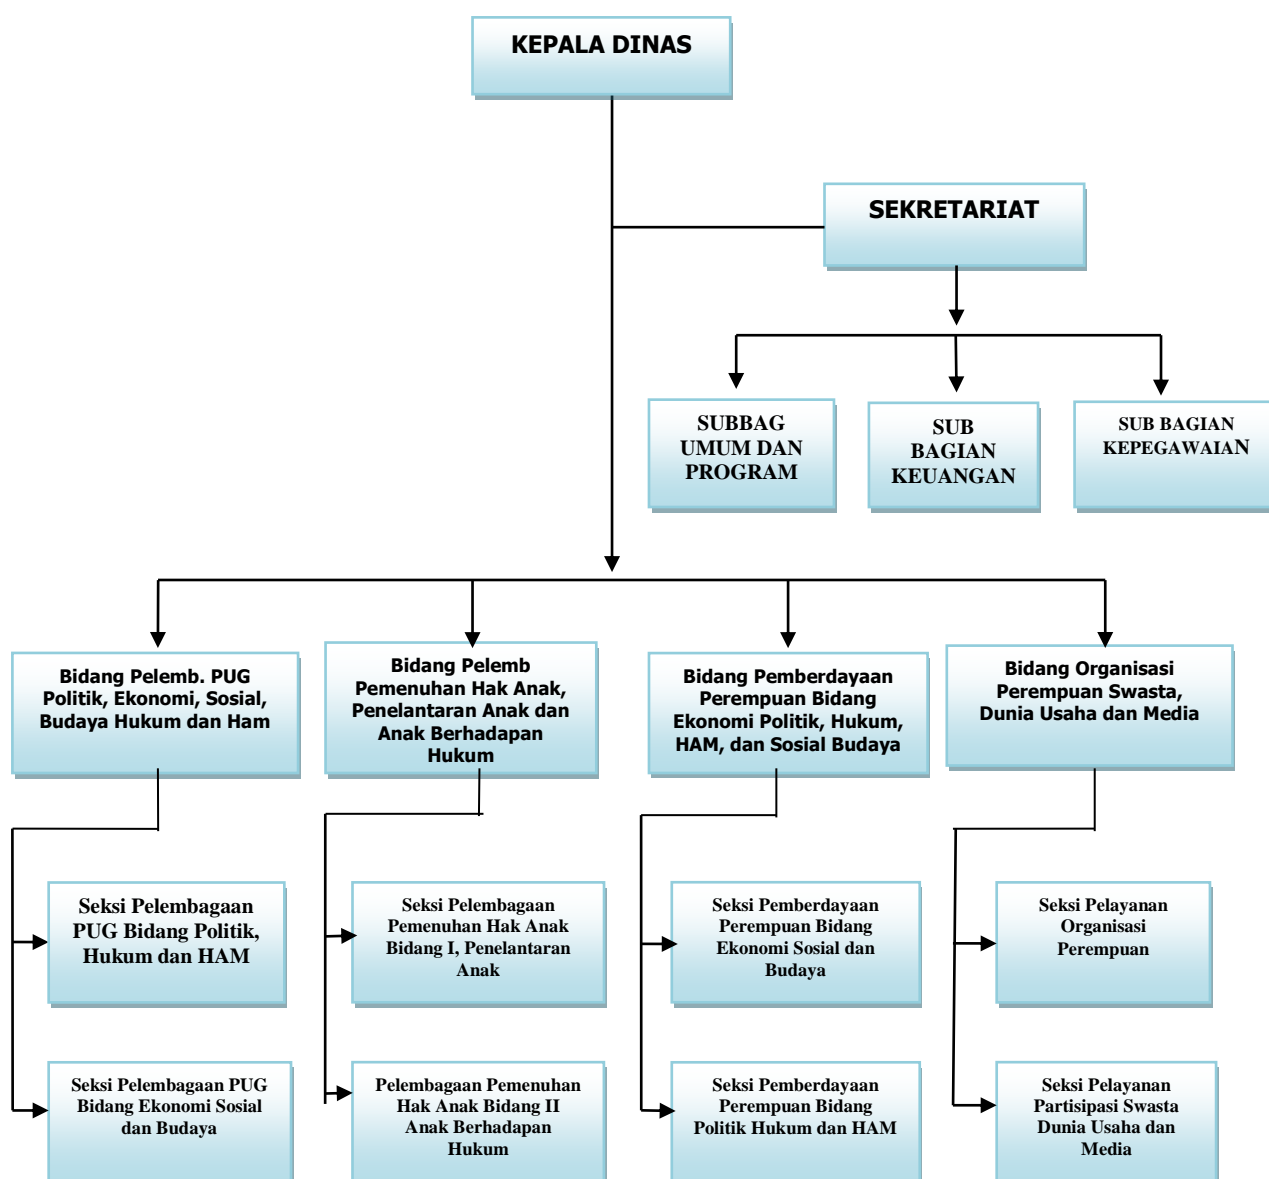 KEPALA DINAS
SEKRETARIAT
SUBBAG
UMUM DAN
PROGRAM
SUB
BAGIAN
KEUANGAN
SUB BAGIAN
KEPEGAWAIAN
Bidang Pelemb. PUG
Politik, Ekonomi, Sosial,
Budaya Hukum dan Ham
Bidang Pelemb
Pemenuhan Hak Anak,
Penelantaran Anak dan
Anak Berhadapan
Hukum
Bidang Pemberdayaan
Perempuan Bidang
Ekonomi Politik, Hukum,
HAM, dan Sosial Budaya
Bidang Organisasi
Perempuan Swasta,
Dunia Usaha dan Media
Seksi Pelembagaan
PUG Bidang Politik,
Hukum dan HAM
Seksi Pelembagaan
Pemenuhan Hak Anak
Bidang I, Penelantaran
Anak
Seksi Pemberdayaan
Perempuan Bidang
Ekonomi Sosial dan
Budaya
Seksi Pelayanan
Organisasi
Perempuan
Seksi Pelembagaan PUG
Bidang Ekonomi Sosial
dan Budaya
Pelembagaan Pemenuhan
Hak Anak Bidang II
Anak Berhadapan
Hukum
Seksi Pemberdayaan
Perempuan Bidang
Politik Hukum dan HAM
Seksi Pelayanan
Partisipasi Swasta
Dunia Usaha dan
Media